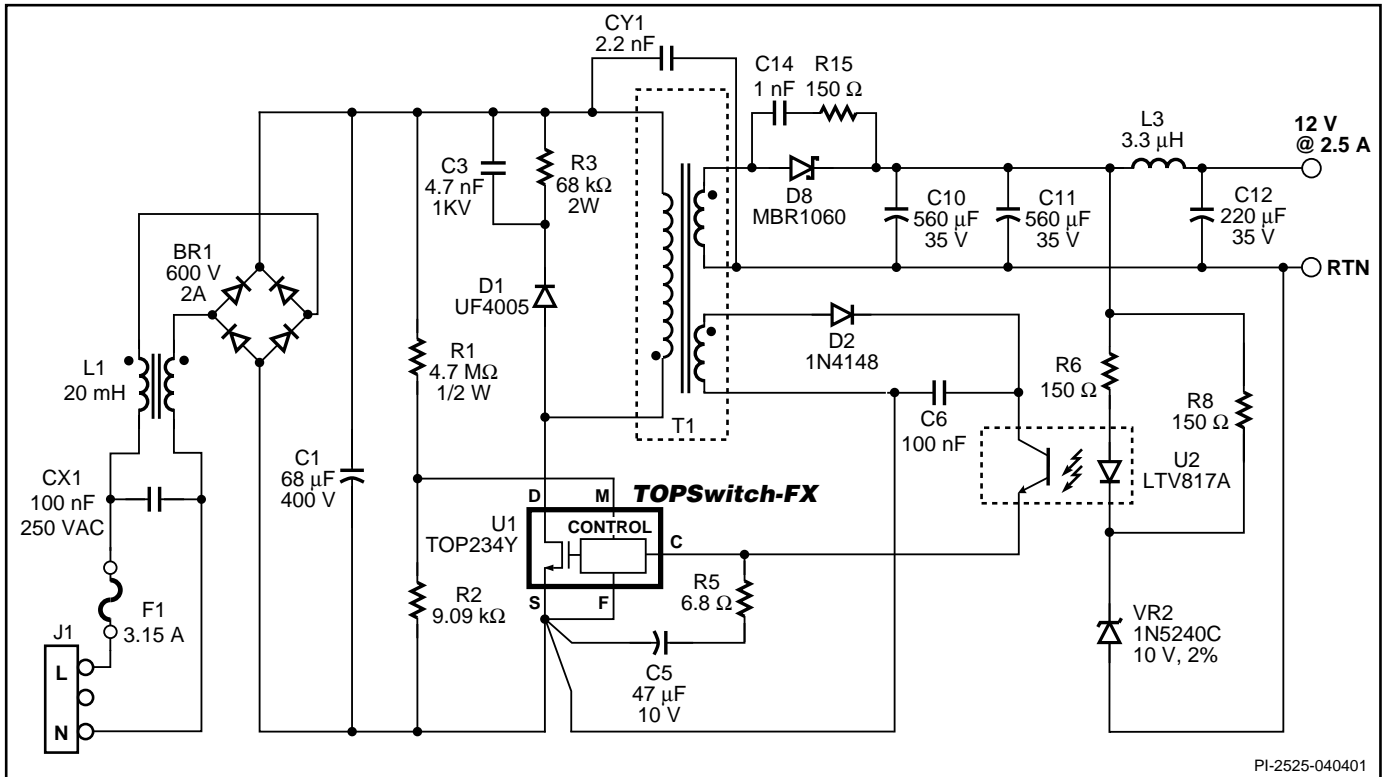 CY1
2.2 nF
C14
1 nF
R15
150 Ω
L3
3.3 µH
12 V
@ 2.5 A
C3
4.7 nF
1KV
R3
68 kΩ
2W
D8
MBR1060
C10
560 µF
35 V
C11
560 µF
35 V
C12
220 µF
35 V
BR1
600 V
2A
RTN
D1
UF4005
D2
1N4148
L1
20 mH
R1
4.7 MΩ
1/2 W
R6
150 Ω
R8
150 Ω
T1
C6
100 nF
U2
LTV817A
CX1
100 nF
250 VAC
C1
68 µF
400 V
D
M
TOPSwitch-FX
U1
TOP234Y
CONTROL
C
S
F
R2
9.09 kΩ
R5
6.8 Ω
F1
3.15 A
J1
L
N
C5
47 µF
10 V
VR2
1N5240C
10 V, 2%
PI-2525-040401